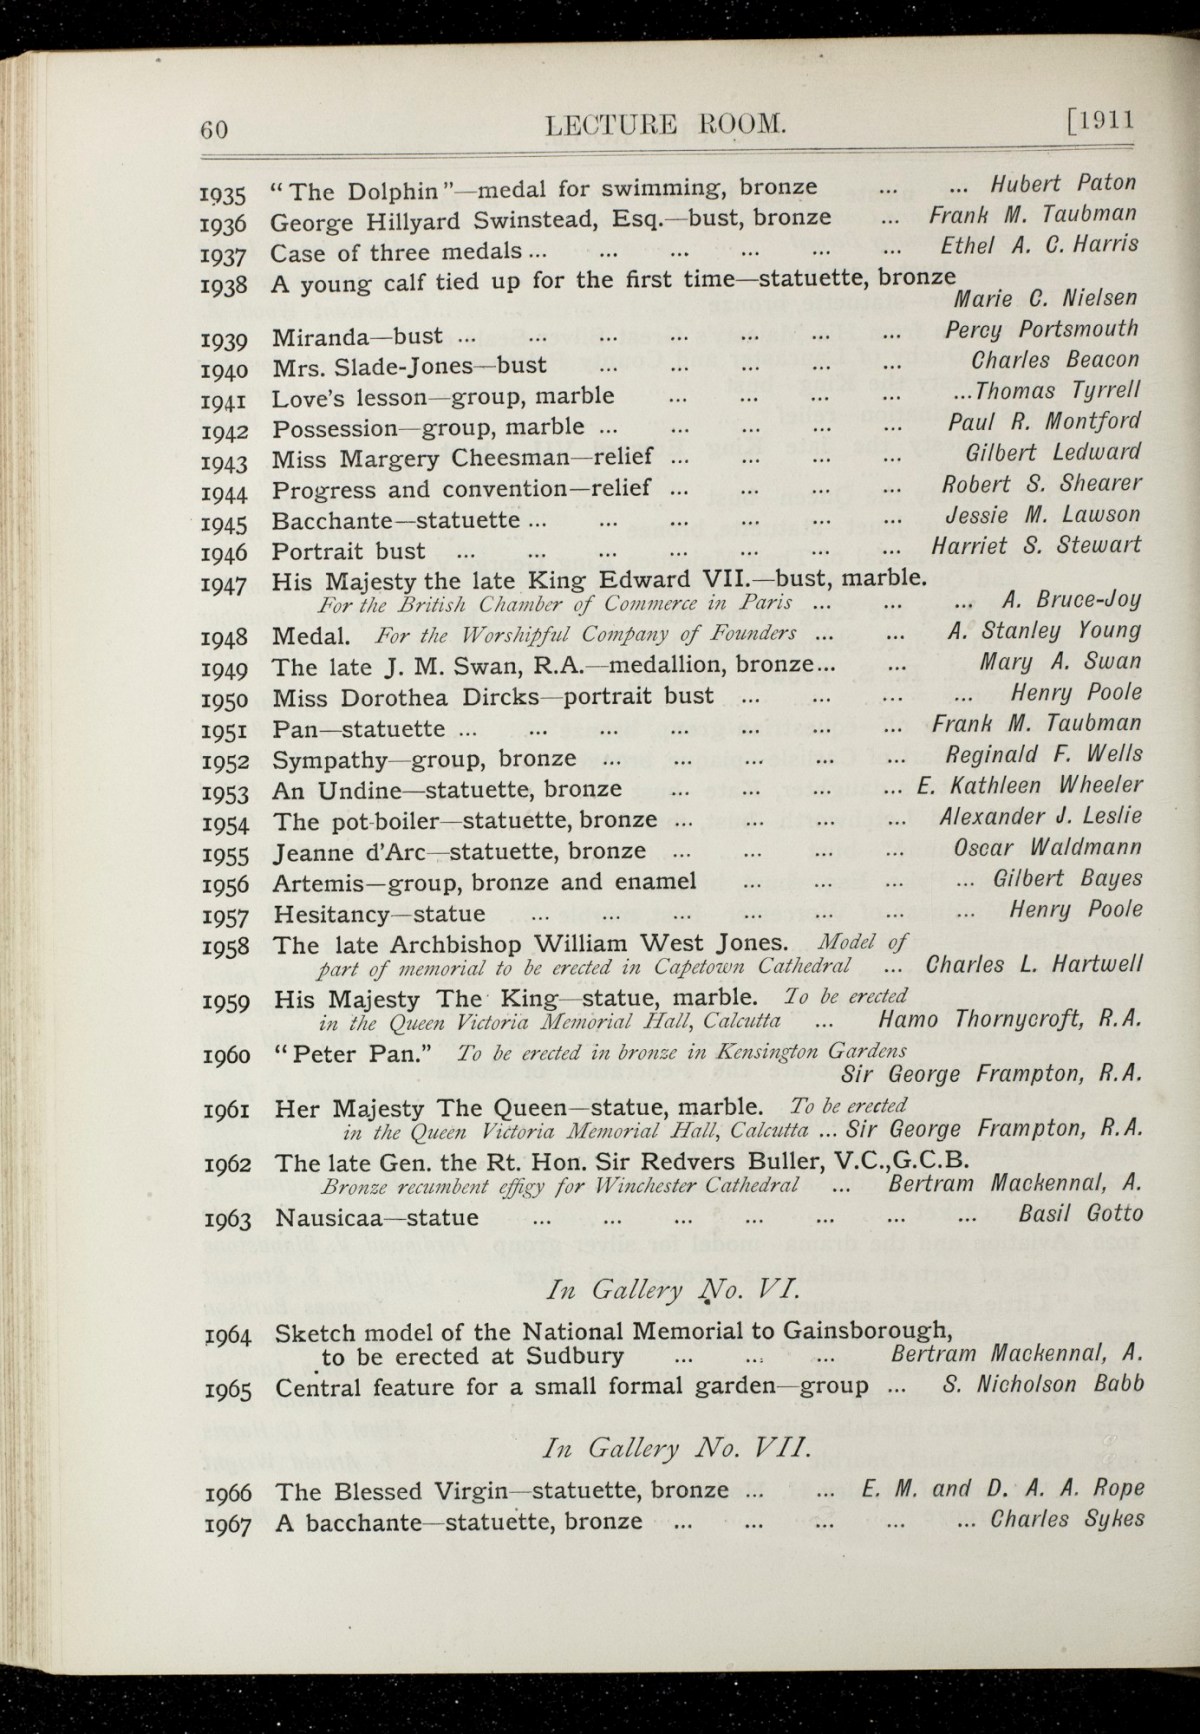 60 LECTURE ROOM. [1911
1935 “The Dolphin”—medal for swimming, bronze ... ... Hubert Paton
1936 George Hillyard Swinstead, Esq.—bust, bronze ... Frank M. Taubman
1937 Case of three medals ... ... ... ... ... ... Ethel A. C. Harris
1938 A young calf tied up for the first time—statuette, bronze
Marie C. Nielsen
1939 Miranda—bust ... ... ... ... ... ... ... Percy Portsmouth
1940 Mrs. Slade-Jones—bust ... ... ... ... ... Charles Beacon
1941 Love’s lesson—group, marble ... ... ... ... ... Thomas Tyrrell
1942 Possession—group, marble ... ... ... ... ... Paul R. Montford
1943 Miss Margery Cheesman—relief ... ... ... ... Gilbert Ledward
1944 Progress and convention—relief ... ... ... ... Robert S. Shearer
1945 Bacchante—statuette ... ... ... ... ... ... Jessie M. Lawson
1946 Portrait bust ... ... ... ... ... ... ... Harriet S. Stewart
1947 His Majesty the late King Edward VII.—bust, marble.
For the British Chamber of Commerce in Paris ... ... ... A. Bruce-Joy
1948 Medal. For the Worshipful Company of Founders ... ... A. Stanley Young
1949 The late J. M. Swan, R.A.—medallion, bronze... ... Mary A. Swan
1950 Miss Dorothea Dircks—portrait bust ... ... ... ... Henry Poole
1951 Pan—statuette ... ... ... ... ... ... ... Frank M. Taubman
1952 Sympathy—group, bronze ... ... ... ... ... Reginald F. Wells
1953 An Undine—statuette, bronze ... ... ... ... E. Kathleen Wheeler
1954 The pot-boiler—statuette, bronze ... ... ... ... Alexander J. Leslie
1955 Jeanne d’Arc—statuette, bronze ... ... ... ... Oscar Waldmann
1956 Artemis—group, bronze and enamel ... ... ... ... Gilbert Bayes
1957 Hesitancy—statue ... ... ... ... ... ... ... Henry Poole
1958 The late Archbishop William West Jones. Model of
part of memorial to be erected in Capetown Cathedral ... Charles L. Hartwell
1959 His Majesty The King—statue, marble. To be erected
in the Queen Victoria Memorial Hall, Calcutta ... Hamo Thornycroft, R.A.
1960 “Peter Pan.” To be erected in bronze in Kensington Gardens
Sir George Frampton, R.A.
1961 Her Majesty The Queen—statue, marble. To be erected
in the Queen Victoria Memorial Hall, Calcutta ... Sir George Frampton, R.A.
1962 The late Gen. the Rt. Hon. Sir Redvers Buller, V.C.,G.C.B.
Bronze recumbent effigy for Winchester Cathedral ... Bertram Mackennal, A.
1963 Nausicaa—statue ... ... ... ... ... ... ... Basil Gotto
In Gallery No. VI.
1964 Sketch model of the National Memorial to Gainsborough,
to be erected at Sudbury ... ... ... Bertram Mackennal, A.
1965 Central feature for a small formal garden—group ... S. Nicholson Babb
In Gallery No. VII.
1966 The Blessed Virgin—statuette, bronze ... ... E. M. and D. A. A. Rope
1967 A bacchante—statuette, bronze ... ... ... ... ... Charles Sykes